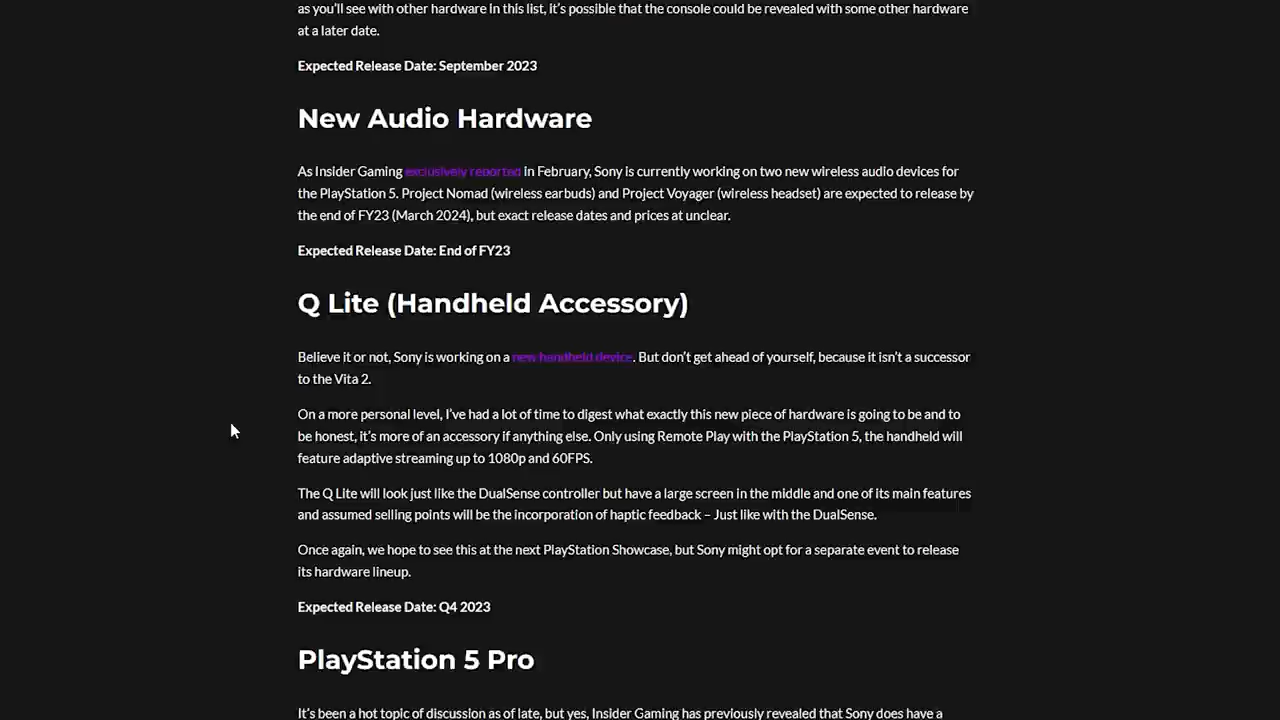 as you'll see with other hardware in this list, it's possible that the console could be revealed with some other hardware
at a later date.
Expected Release Date: September 2023
New Audio Hardware
As Insider Gaming exclusively reported in February, Sony is currently working on two new wireless audio devices for
the PlayStation 5. Project Nomad (wireless earbuds) and Project Voyager (wireless headset) are expected to release by
the end of FY23 (March 2024), but exact release dates and prices at unclear.
Expected Release Date: End of FY23
Q Lite (Handheld Accessory)
Believe it or not, Sony is working on a new handheld device. But don't get ahead of yourself, because it isn't a successor
to the Vita 2.
On a more personal level, I've had a lot of time to digest what exactly this new piece of hardware is going to be and to
be honest, it's more of an accessory if anything else. Only using Remote Play with the PlayStation 5, the handheld will
feature adaptive streaming up to 1080p and 60FPS.
The Q Lite will look just like the DualSense controller but have a large screen in the middle and one of its main features
and assumed selling points will be the incorporation of haptic feedback – Just like with the DualSense.
Once again, we hope to see this at the next PlayStation Showcase, but Sony might opt for a separate event to release
its hardware lineup.
Expected Release Date: Q4 2023
PlayStation 5 Pro
It's been a hot topic of discussion as of late, but yes, Insider Gaming has previously revealed that Sony does have a